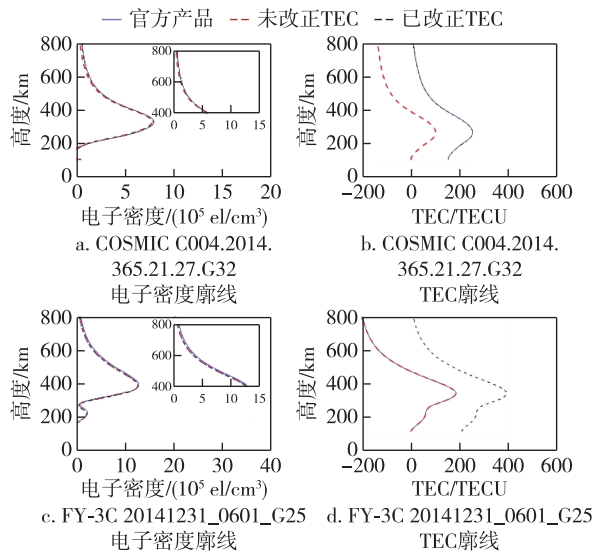 官方产品 未改正TEC 已改正TEC
800
600
400
200
0
0 5 10 15 20
高度/km
电子密度/(10⁵ el/cm³)
800
600
400
0 5 10 15
a. COSMIC C004.2014.
365.21.27.G32
电子密度廓线
800
600
400
200
0
-200 0 200 400 600
高度/km
TEC/TECU
b. COSMIC C004.2014.
365.21.27.G32
TEC廓线
800
600
400
200
0
0 10 20 30 40
高度/km
电子密度/(10⁵ el/cm³)
800
600
400
0 5 10 15
c. FY-3C 20141231_0601_G25
电子密度廓线
800
600
400
200
0
-200 0 200 400 600
高度/km
TEC/TECU
d. FY-3C 20141231_0601_G25
TEC廓线